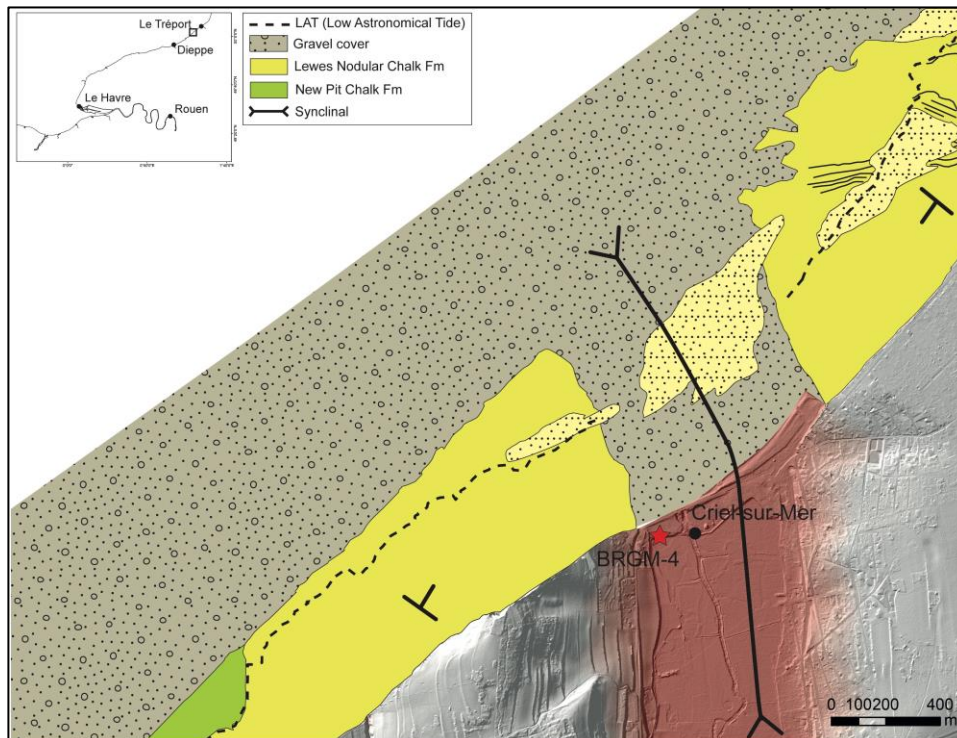 Le Tréport
Dieppe
Le Havre
Rouen
LAT (Low Astronomical Tide)
Gravel cover
Lewes Nodular Chalk Fm
New Pit Chalk Fm
Synclinal
Criel-sur-Mer
BRGM-4
0 100200 400
m